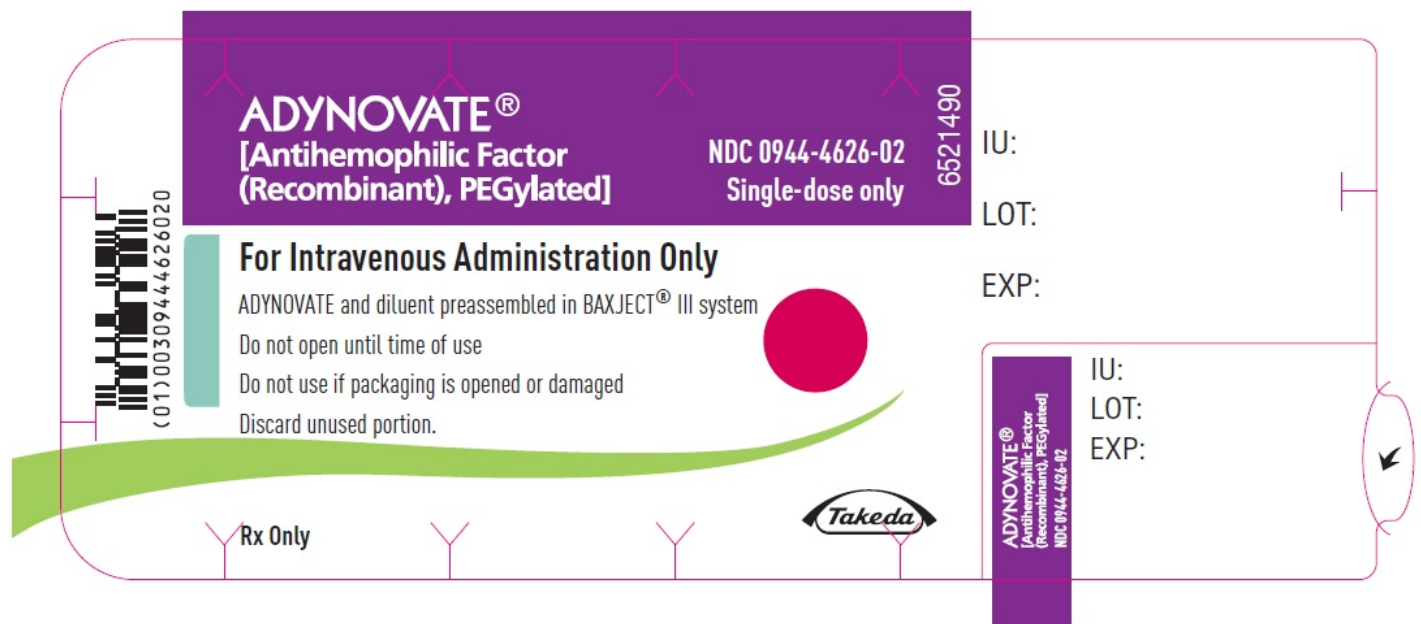 ADYNOVATE®
[Antihemophilic Factor
(Recombinant), PEGylated]
NDC 0944-4626-02
Single-dose only
6521490
(01)00309444626020
For Intravenous Administration Only
ADYNOVATE and diluent preassembled in BAXJECT® III system
Do not open until time of use
Do not use if packaging is opened or damaged
Discard unused portion.
Rx Only
Takeda
IU:
LOT:
EXP:
ADYNOVATE®
[Antihemophilic Factor
(Recombinant), PEGylated]
NDC 0944-4626-02
IU:
LOT:
EXP: